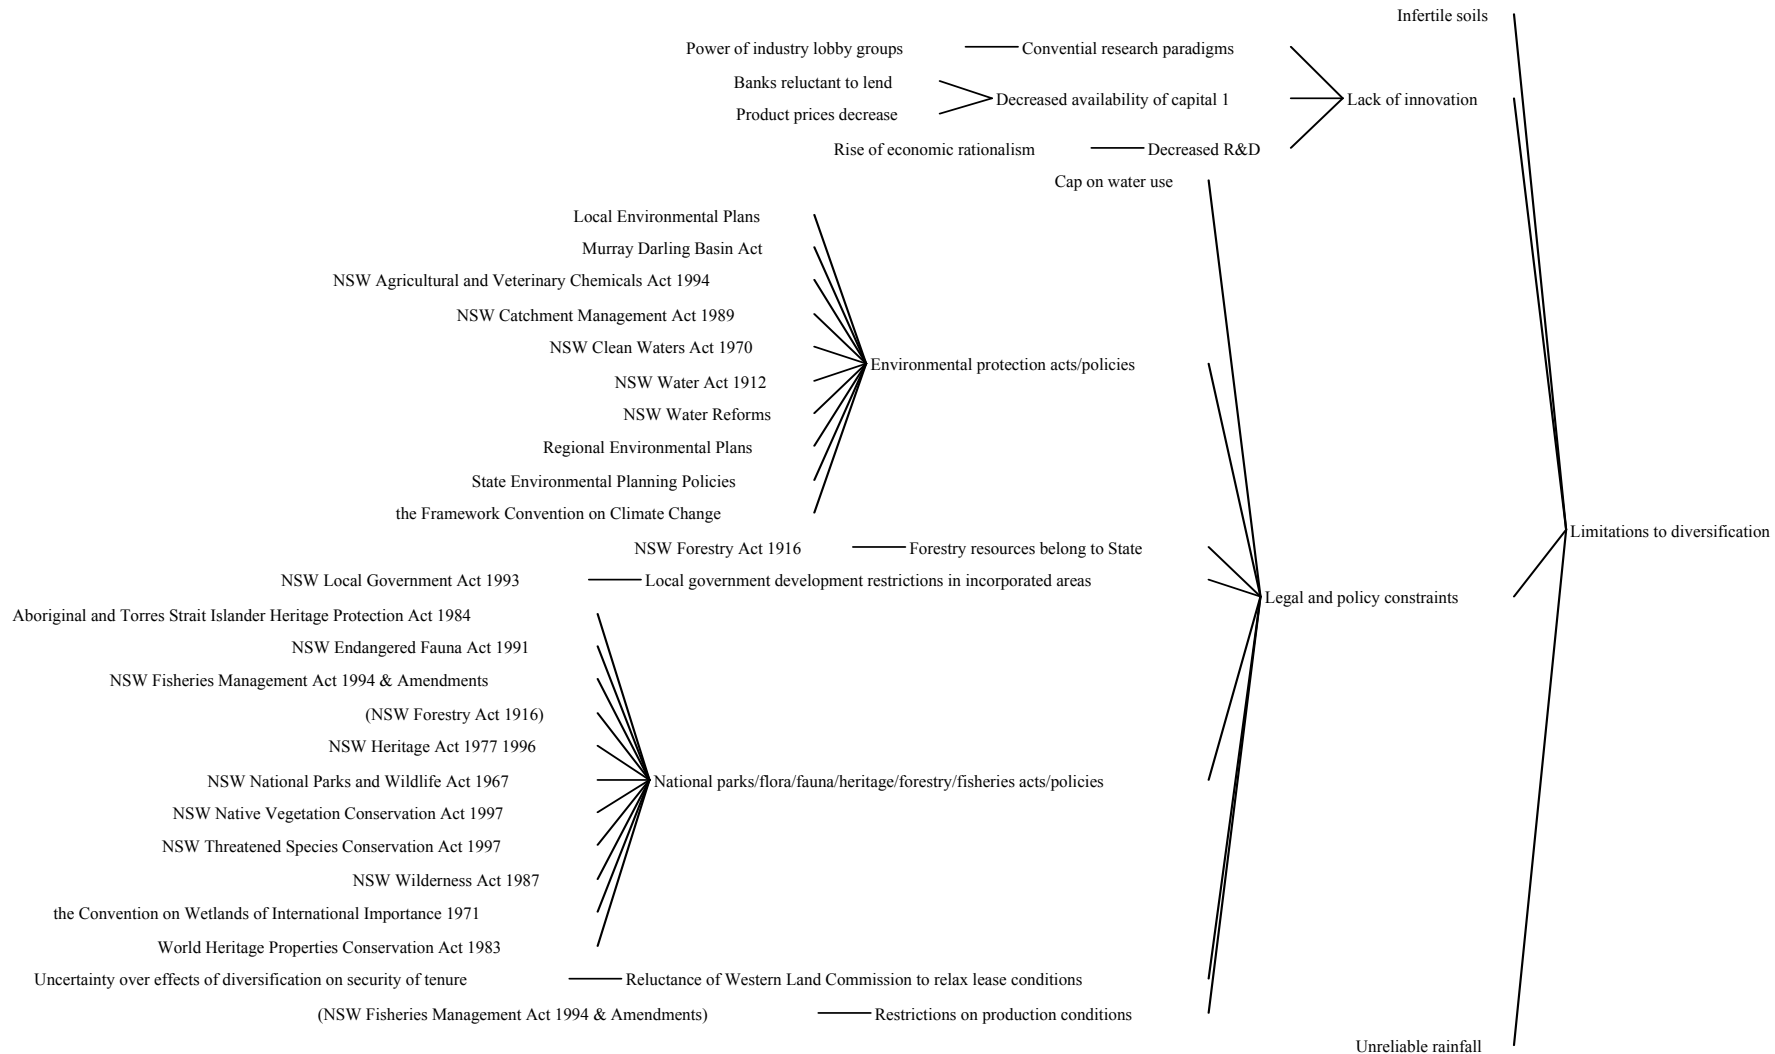 Infertile soils
Power of industry lobby groups
Convential research paradigms
Banks reluctant to lend
Product prices decrease
Decreased availability of capital 1
Lack of innovation
Rise of economic rationalism
Decreased R&D
Cap on water use
Local Environmental Plans
Murray Darling Basin Act
NSW Agricultural and Veterinary Chemicals Act 1994
NSW Catchment Management Act 1989
NSW Clean Waters Act 1970
Environmental protection acts/policies
NSW Water Act 1912
NSW Water Reforms
Regional Environmental Plans
State Environmental Planning Policies
the Framework Convention on Climate Change
Limitations to diversification
NSW Forestry Act 1916
Forestry resources belong to State
NSW Local Government Act 1993
Local government development restrictions in incorporated areas
Legal and policy constraints
Aboriginal and Torres Strait Islander Heritage Protection Act 1984
NSW Endangered Fauna Act 1991
NSW Fisheries Management Act 1994 & Amendments
(NSW Forestry Act 1916)
NSW Heritage Act 1977 1996
NSW National Parks and Wildlife Act 1967
National parks/flora/fauna/heritage/forestry/fisheries acts/policies
NSW Native Vegetation Conservation Act 1997
NSW Threatened Species Conservation Act 1997
NSW Wilderness Act 1987
the Convention on Wetlands of International Importance 1971
World Heritage Properties Conservation Act 1983
Uncertainty over effects of diversification on security of tenure
Reluctance of Western Land Commission to relax lease conditions
(NSW Fisheries Management Act 1994 & Amendments)
Restrictions on production conditions
Unreliable rainfall